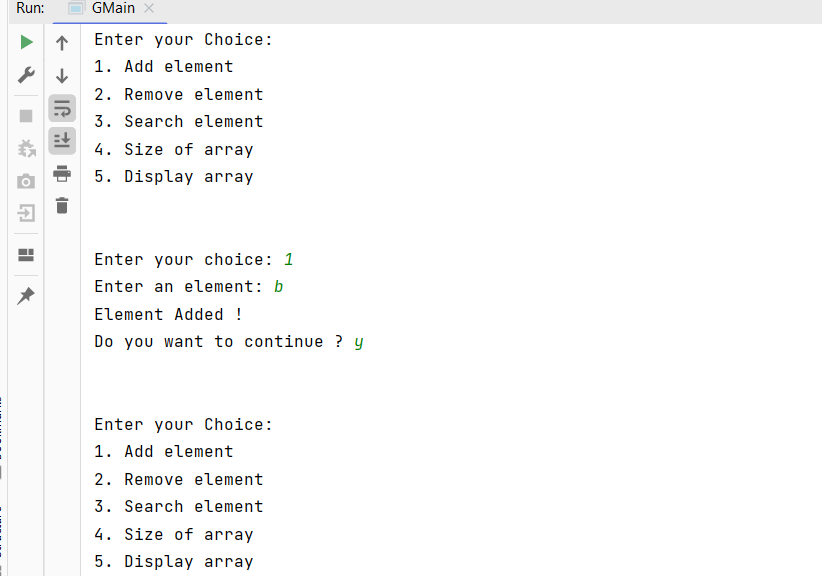 Run: GMain
Enter your Choice:
1. Add element
2. Remove element
3. Search element
4. Size of array
5. Display array
Enter your choice: 1
Enter an element: b
Element Added !
Do you want to continue ? y
Enter your Choice:
1. Add element
2. Remove element
3. Search element
4. Size of array
5. Display array